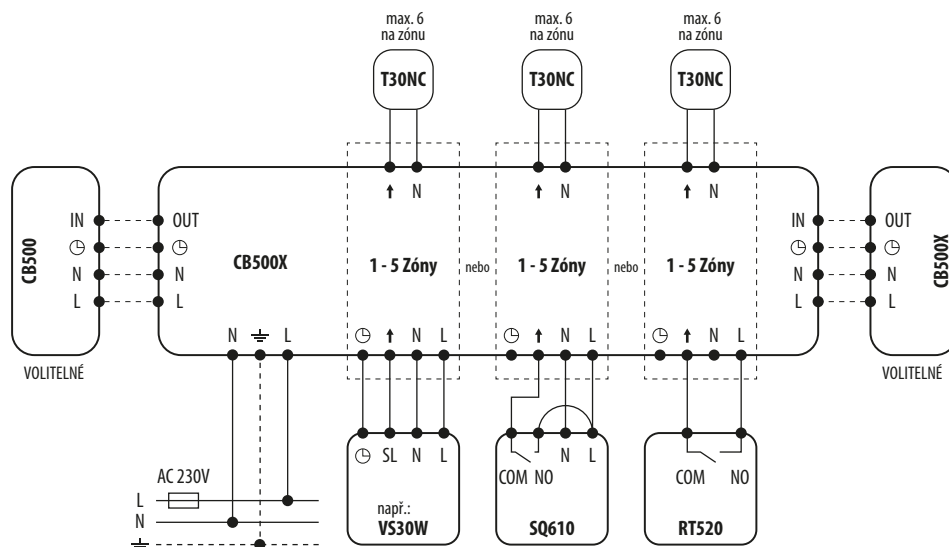 max. 6
na zónu
max. 6
na zónu
max. 6
na zónu
T30NC
T30NC
T30NC
N
N
N
CB500
IN
N
L
VOLITELNÉ
OUT
N
L
CB500X
1 - 5 Zóny
nebo
1 - 5 Zóny
nebo
1 - 5 Zóny
IN
N
L
OUT
N
L
CB500X
VOLITELNÉ
N
L
N
L
N
L
N
L
SL
N
L
např.:
VS30W
COM
NO
N
L
SQ610
COM
NO
RT520
AC 230V
L
N